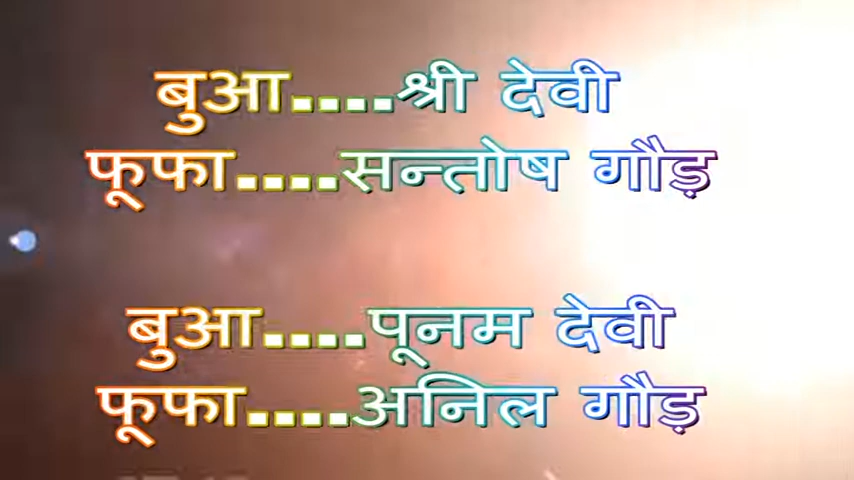 बुआ....श्री देवी
फूफा....सन्तोष गौड़
बुआ....पूनम देवी
फूफा....अनिल गौड़